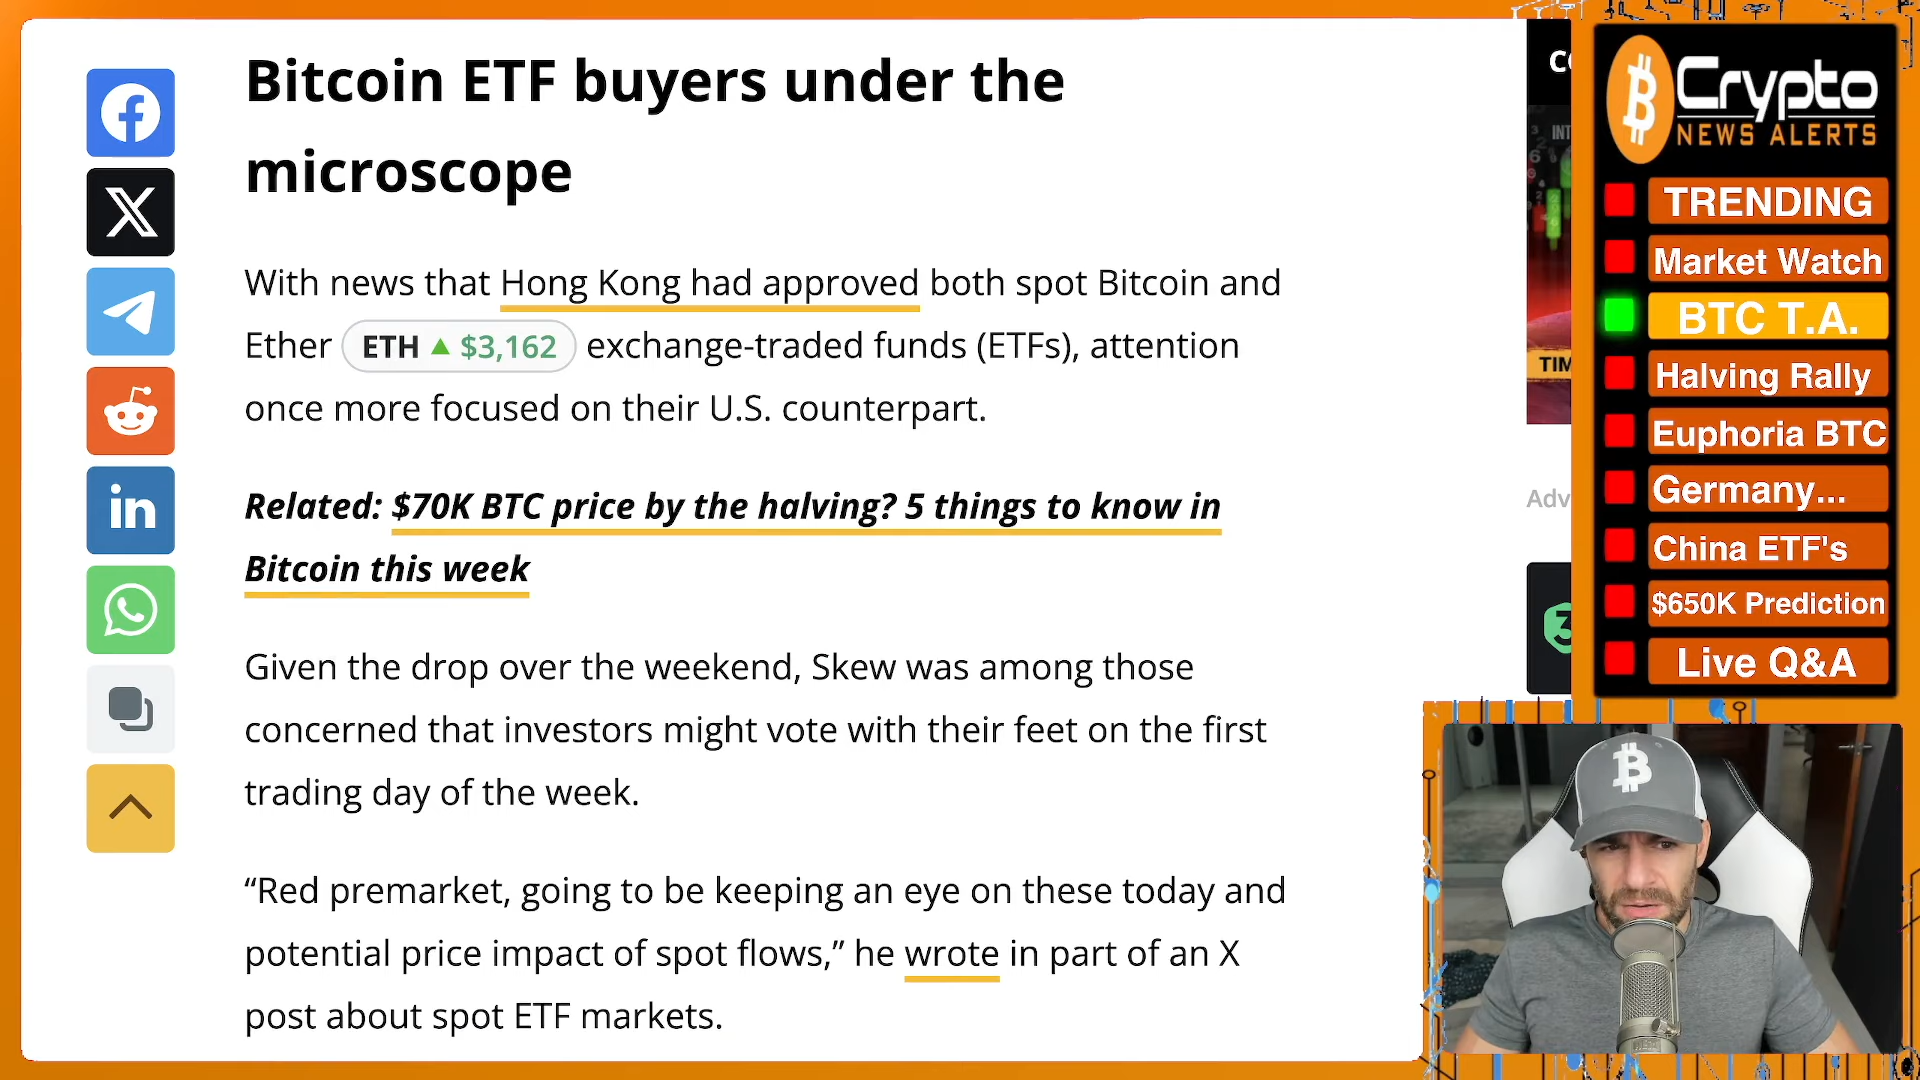 Bitcoin ETF buyers under the
microscope
With news that Hong Kong had approved both spot Bitcoin and
Ether ETH ▲ $3,162 exchange-traded funds (ETFs), attention
once more focused on their U.S. counterpart.
Related: $70K BTC price by the halving? 5 things to know in
Bitcoin this week
Given the drop over the weekend, Skew was among those
concerned that investors might vote with their feet on the first
trading day of the week.
“Red premarket, going to be keeping an eye on these today and
potential price impact of spot flows,” he wrote in part of an X
post about spot ETF markets.
in
INT
TIM
Adv
Crypto
NEWS ALERTS
TRENDING
Market Watch
BTC T.A.
Halving Rally
Euphoria BTC
Germany...
China ETF's
$650K Prediction
Live Q&A